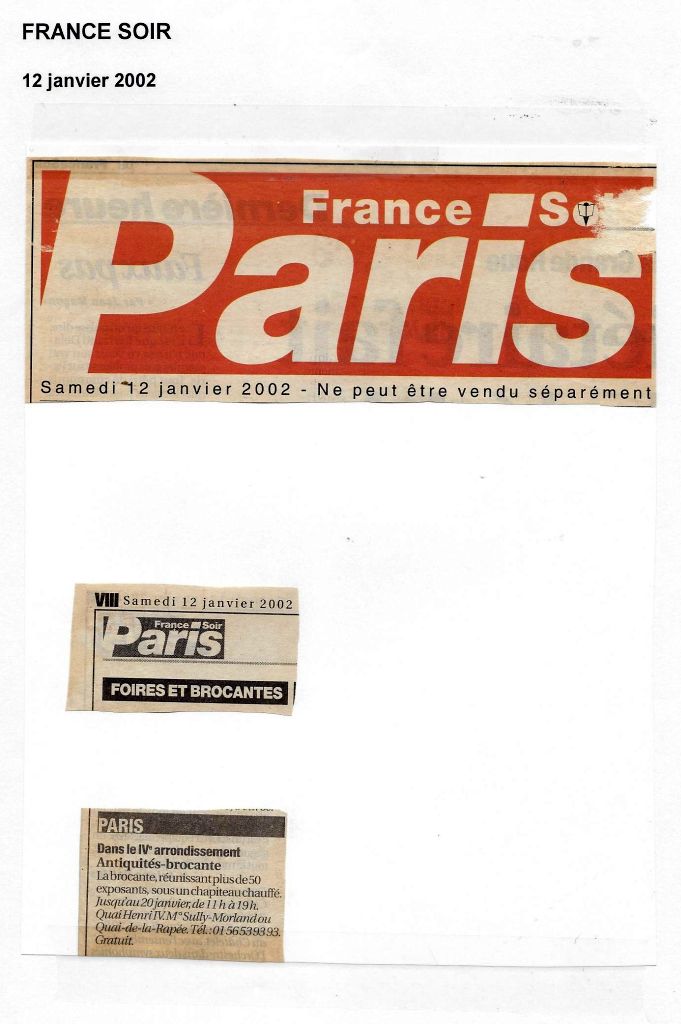 FRANCE SOIR
12 janvier 2002
France Soir
Paris
Samedi 12 janvier 2002 - Ne peut être vendu séparément
VIII Samedi 12 janvier 2002
France Soir
Paris
FOIRES ET BROCANTES
PARIS
Dans le IVe arrondissement
Antiquités-brocante
La brocante, réunissant plus de 50
exposants, sous un chapiteau chauffé.
Jusqu'au 20 janvier, de 11 h à 19 h.
Quai Henri IV. M° Sully-Morland ou
Quai-de-la-Rapée. Tél.: 01 56 53 93 93.
Gratuit.